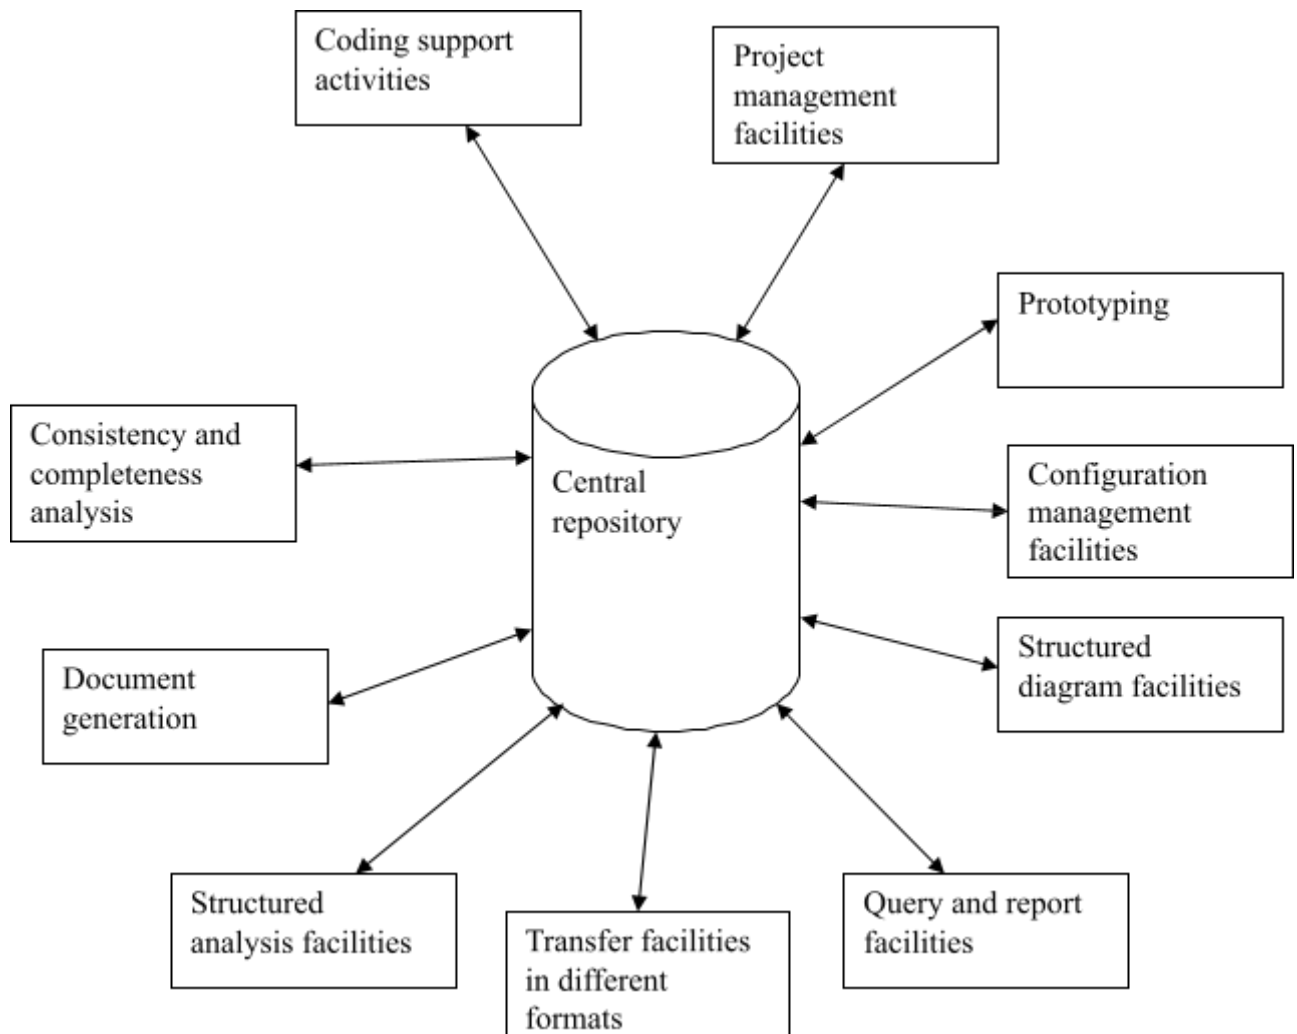 Coding support
activities
Project
management
facilities
Prototyping
Consistency and
completeness
analysis
Central
repository
Configuration
management
facilities
Document
generation
Structured
diagram facilities
Structured
analysis facilities
Transfer facilities
in different
formats
Query and report
facilities